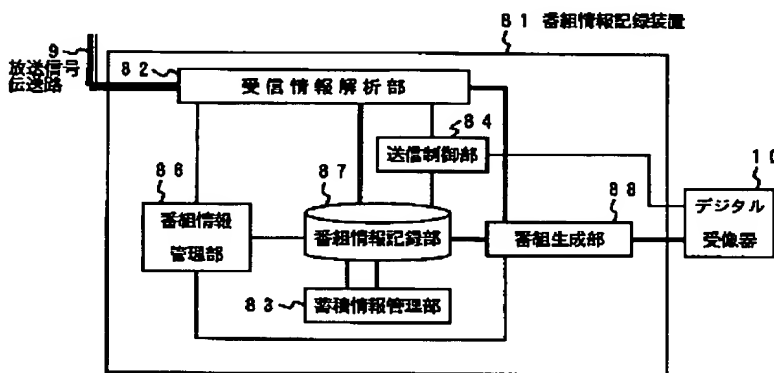 81 番組情報記録装置
9
放送信号
伝送路
82
受信情報解析部
84
送信制御部
10
デジタル
受像器
86
番組情報
管理部
87
番組情報記録部
88
番組生成部
83
蓄積情報管理部